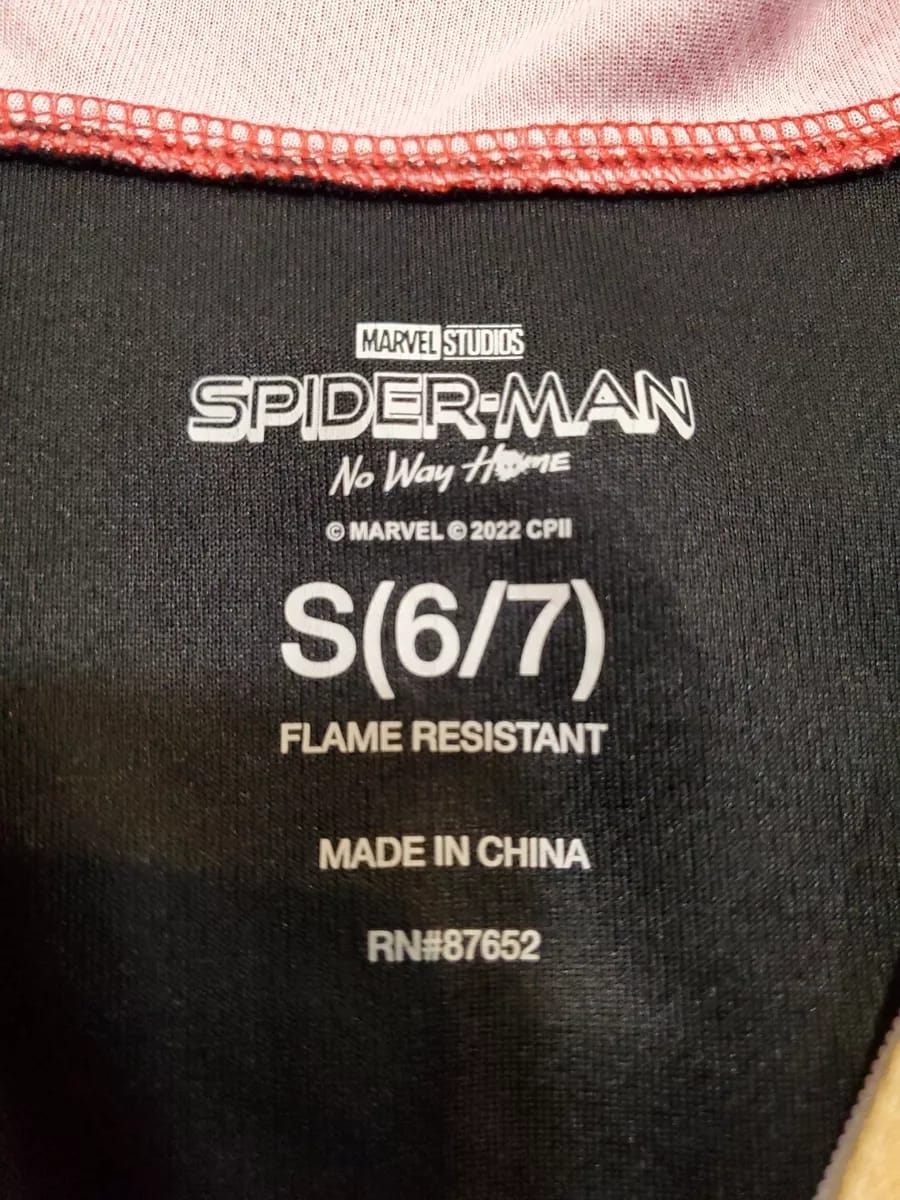 MARVEL STUDIOS
SPIDER-MAN
No Way HOME
© MARVEL © 2022 CPII
S(6/7)
FLAME RESISTANT
MADE IN CHINA
RN#87652